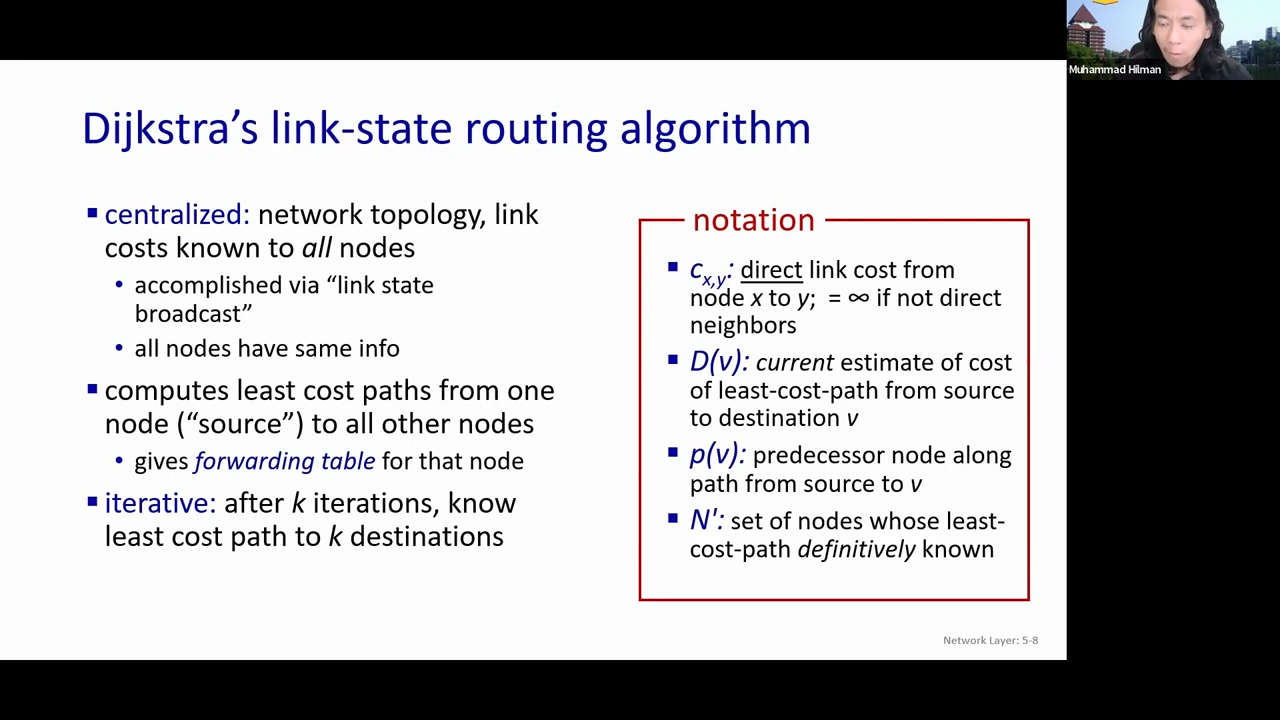 Muhammad Hilman
Dijkstra's link-state routing algorithm
▪ centralized: network topology, link
costs known to all nodes
• accomplished via “link state
broadcast”
• all nodes have same info
▪ computes least cost paths from one
node (“source”) to all other nodes
• gives forwarding table for that node
▪ iterative: after k iterations, know
least cost path to k destinations
notation
▪ cx,y: direct link cost from
node x to y; = ∞ if not direct
neighbors
▪ D(v): current estimate of cost
of least-cost-path from source
to destination v
▪ p(v): predecessor node along
path from source to v
▪ N': set of nodes whose least-
cost-path definitively known
Network Layer: 5-8